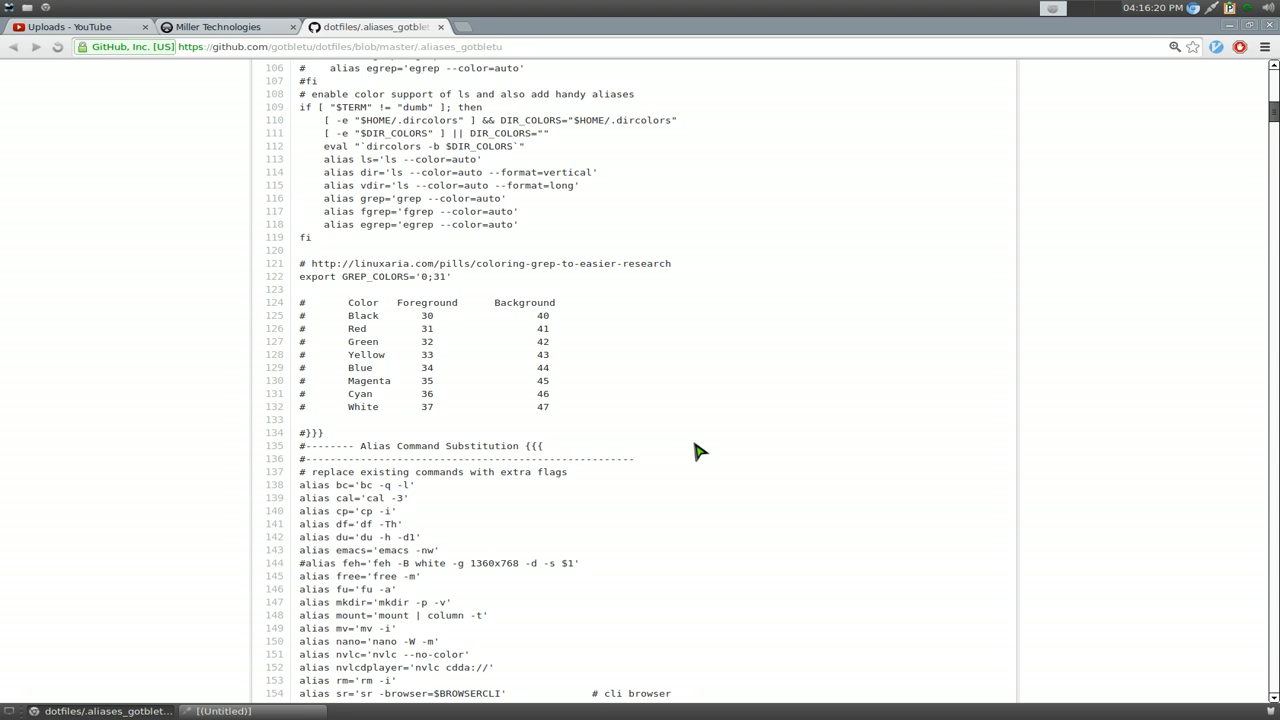 04:16:20 PM
Uploads - YouTube
Miller Technologies
dotfiles/.aliases_gotbletu
GitHub, Inc. [US] https://github.com/gotbletu/dotfiles/blob/master/.aliases_gotbletu
106 #    alias egrep='egrep --color=auto'
107 #fi
108 # enable color support of ls and also add handy aliases
109 if [ "$TERM" != "dumb" ]; then
110     [ -e "$HOME/.dircolors" ] && DIR_COLORS="$HOME/.dircolors"
111     [ -e "$DIR_COLORS" ] || DIR_COLORS=""
112     eval "`dircolors -b $DIR_COLORS`"
113     alias ls='ls --color=auto'
114     alias dir='ls --color=auto --format=vertical'
115     alias vdir='ls --color=auto --format=long'
116     alias grep='grep --color=auto'
117     alias fgrep='fgrep --color=auto'
118     alias egrep='egrep --color=auto'
119 fi
120
121 # http://linuxaria.com/pills/coloring-grep-to-easier-research
122 export GREP_COLORS='0;31'
123
124 #       Color   Foreground      Background
125 #       Black       30                 40
126 #       Red         31                 41
127 #       Green       32                 42
128 #       Yellow      33                 43
129 #       Blue        34                 44
130 #       Magenta     35                 45
131 #       Cyan        36                 46
132 #       White       37                 47
133
134 #}}}
135 #-------- Alias Command Substitution {{{
136 #------------------------------------------------------
137 # replace existing commands with extra flags
138 alias bc='bc -q -l'
139 alias cal='cal -3'
140 alias cp='cp -i'
141 alias df='df -Th'
142 alias du='du -h -d1'
143 alias emacs='emacs -nw'
144 #alias feh='feh -B white -g 1360x768 -d -s $1'
145 alias free='free -m'
146 alias fu='fu -a'
147 alias mkdir='mkdir -p -v'
148 alias mount='mount | column -t'
149 alias mv='mv -i'
150 alias nano='nano -W -m'
151 alias nvlc='nvlc --no-color'
152 alias nvlcdplayer='nvlc cdda://'
153 alias rm='rm -i'
154 alias sr='sr -browser=$BROWSERCLI'              # cli browser
dotfiles/.aliases_gotblet...
[(Untitled)]